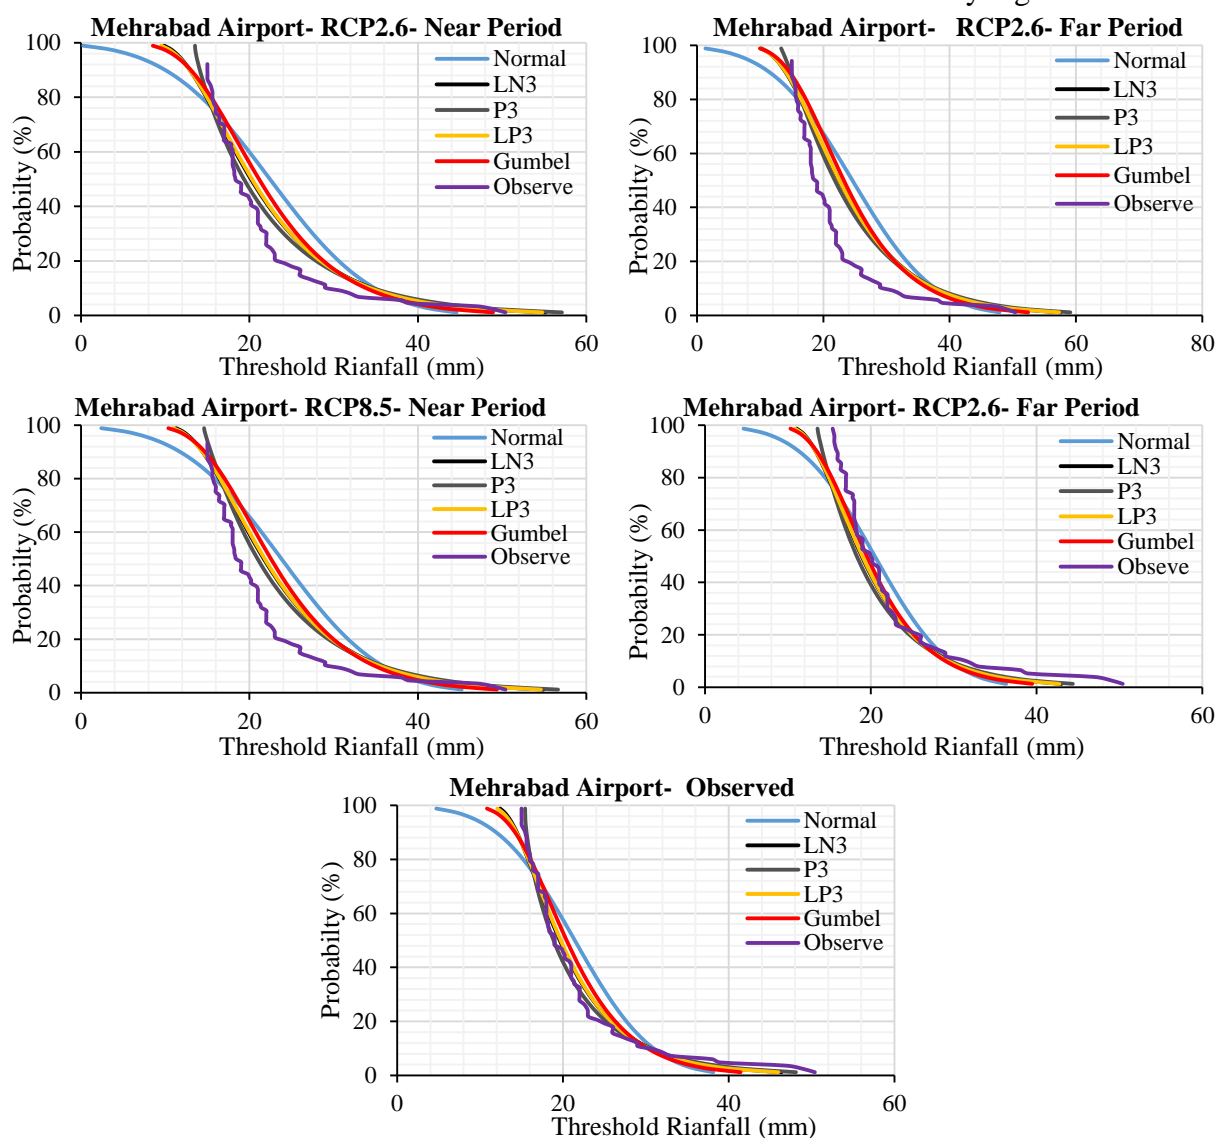 Mehrabad Airport- RCP2.6- Near Period
100
80
60
40
20
0
Probabilty (%)
0 20 40 60
Threshold Rianfall (mm)
Normal
LN3
P3
LP3
Gumbel
Observe
Mehrabad Airport- RCP2.6- Far Period
100
80
60
40
20
0
Probabilty (%)
0 20 40 60 80
Threshold Rianfall (mm)
Normal
LN3
P3
LP3
Gumbel
Observe
Mehrabad Airport- RCP8.5- Near Period
100
80
60
40
20
0
Probabilty (%)
0 20 40 60
Threshold Rianfall (mm)
Normal
LN3
P3
LP3
Gumbel
Observe
Mehrabad Airport- RCP2.6- Far Period
100
80
60
40
20
0
Probabilty (%)
0 20 40 60
Threshold Rianfall (mm)
Normal
LN3
P3
LP3
Gumbel
Obseve
Mehrabad Airport- Observed
100
80
60
40
20
0
Probabilty (%)
0 20 40 60
Threshold Rianfall (mm)
Normal
LN3
P3
LP3
Gumbel
Observe